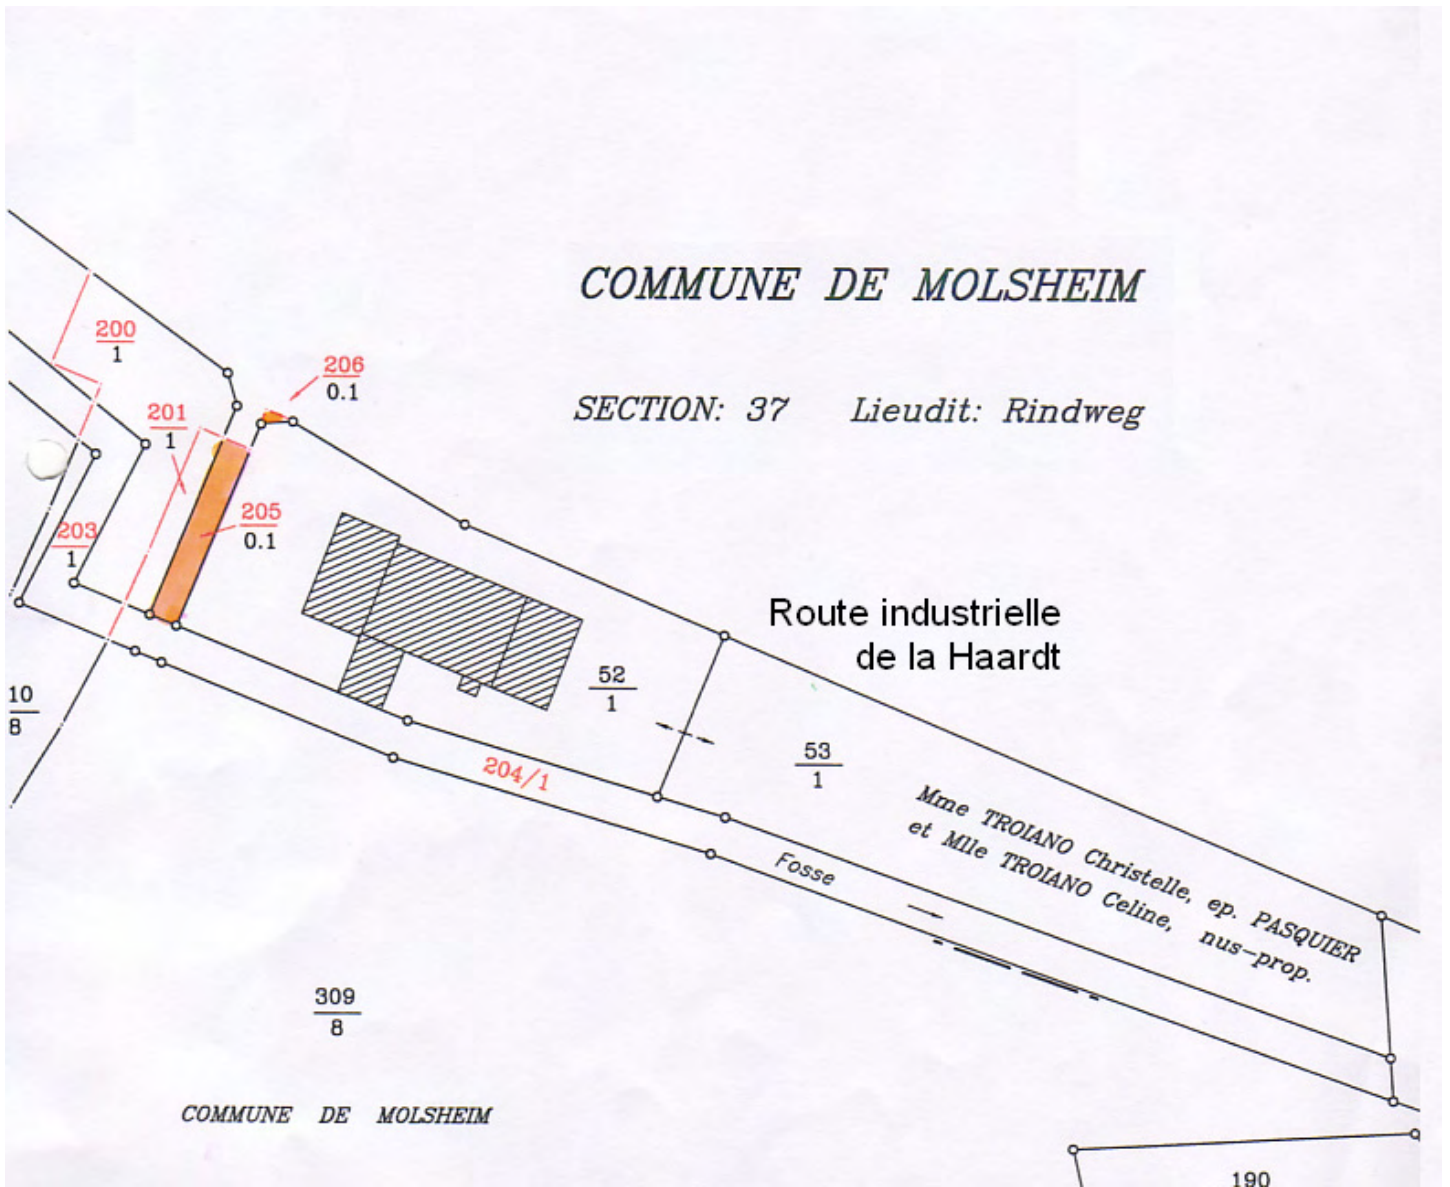 COMMUNE DE MOLSHEIM
SECTION: 37 Lieudit: Rindweg
200
1
206
0.1
201
1
205
0.1
203
1
Route industrielle
de la Haardt
52
1
10
8
53
1
204/1
Mme TROIANO Christelle, ep. PASQUIER
et Mlle TROIANO Celine, nus-prop.
Fosse
309
8
COMMUNE DE MOLSHEIM
190